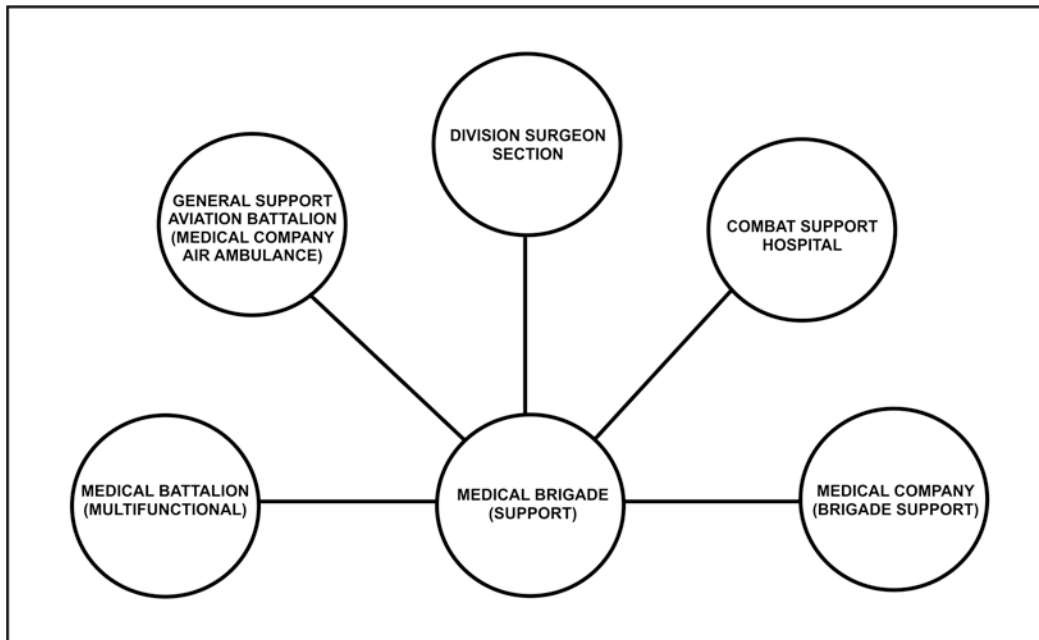 DIVISION SURGEON
SECTION
GENERAL SUPPORT
AVIATION BATTALION
(MEDICAL COMPANY
AIR AMBULANCE)
COMBAT SUPPORT
HOSPITAL
MEDICAL BATTALION
(MULTIFUNCTIONAL)
MEDICAL BRIGADE
(SUPPORT)
MEDICAL COMPANY
(BRIGADE SUPPORT)